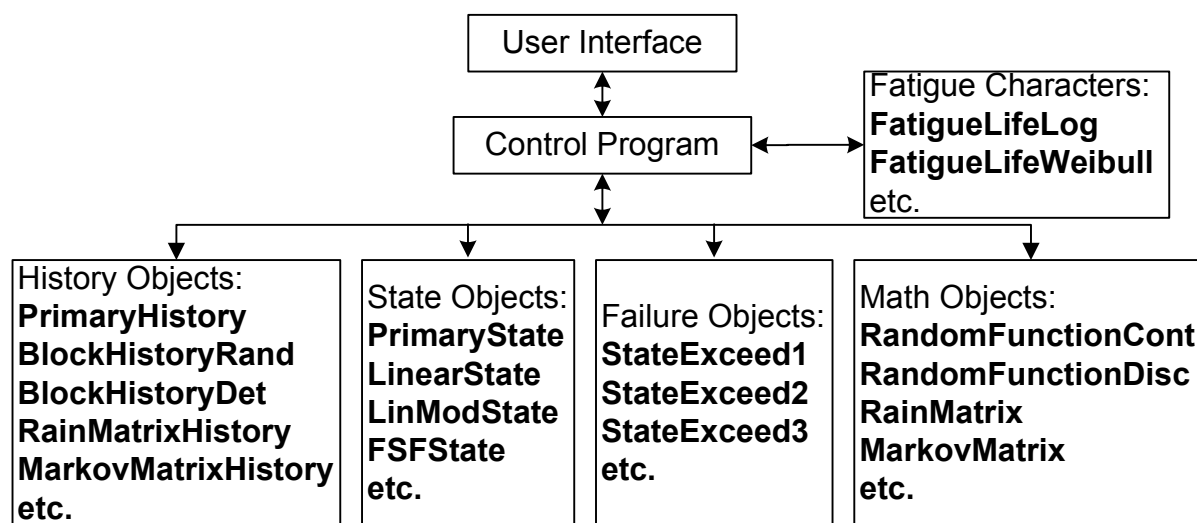 User Interface
Control Program
Fatigue Characters:
FatigueLifeLog
FatigueLifeWeibull
etc.
History Objects:
PrimaryHistory
BlockHistoryRand
BlockHistoryDet
RainMatrixHistory
MarkovMatrixHistory
etc.
State Objects:
PrimaryState
LinearState
LinModState
FSFState
etc.
Failure Objects:
StateExceed1
StateExceed2
StateExceed3
etc.
Math Objects:
RandomFunctionCont
RandomFunctionDisc
RainMatrix
MarkovMatrix
etc.